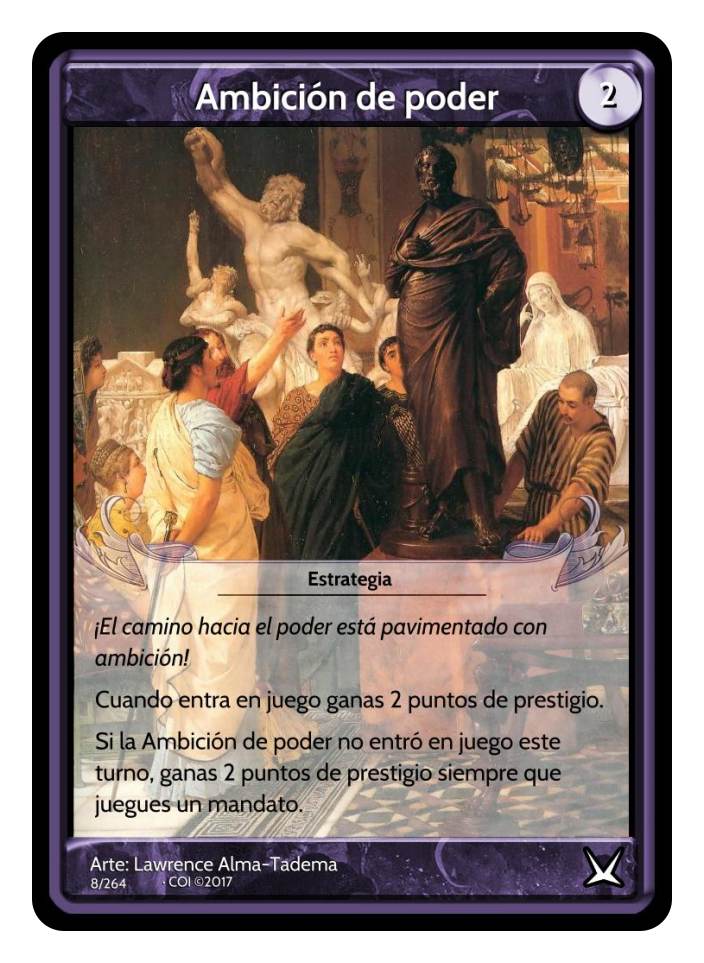 Ambición de poder
2
Estrategia
¡El camino hacia el poder está pavimentado con
ambición!
Cuando entra en juego ganas 2 puntos de prestigio.
Si la Ambición de poder no entró en juego este
turno, ganas 2 puntos de prestigio siempre que
juegues un mandato.
Arte: Lawrence Alma-Tadema
8/264 · COI ©2017